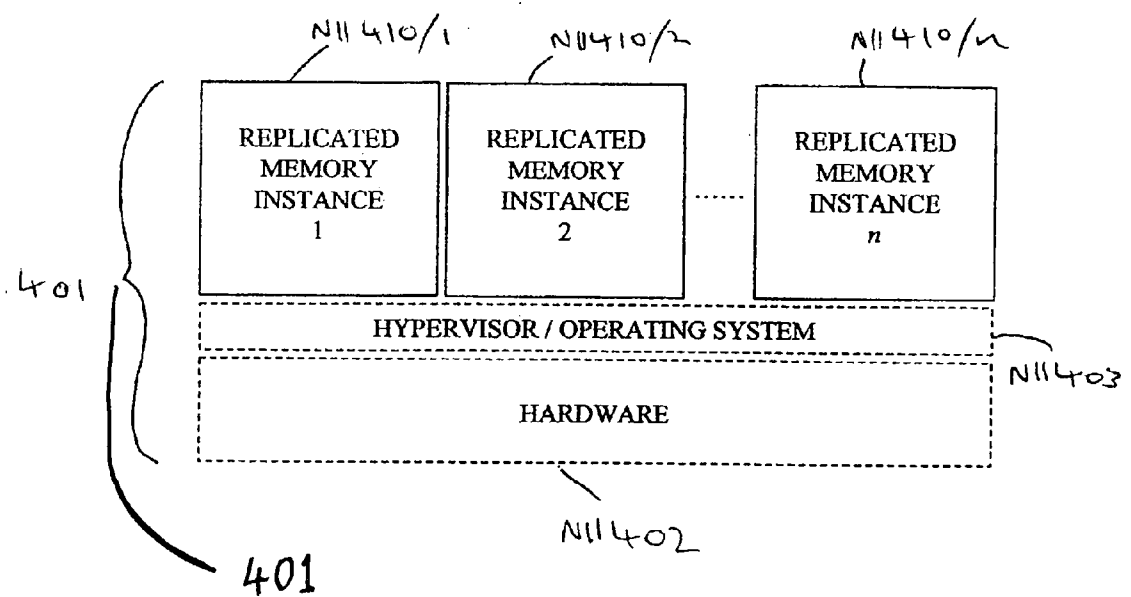 N11410/1
N11410/2
N11410/n
REPLICATED MEMORY INSTANCE 1
REPLICATED MEMORY INSTANCE 2
......
REPLICATED MEMORY INSTANCE n
401
HYPERVISOR / OPERATING SYSTEM
N11403
HARDWARE
N11402
401